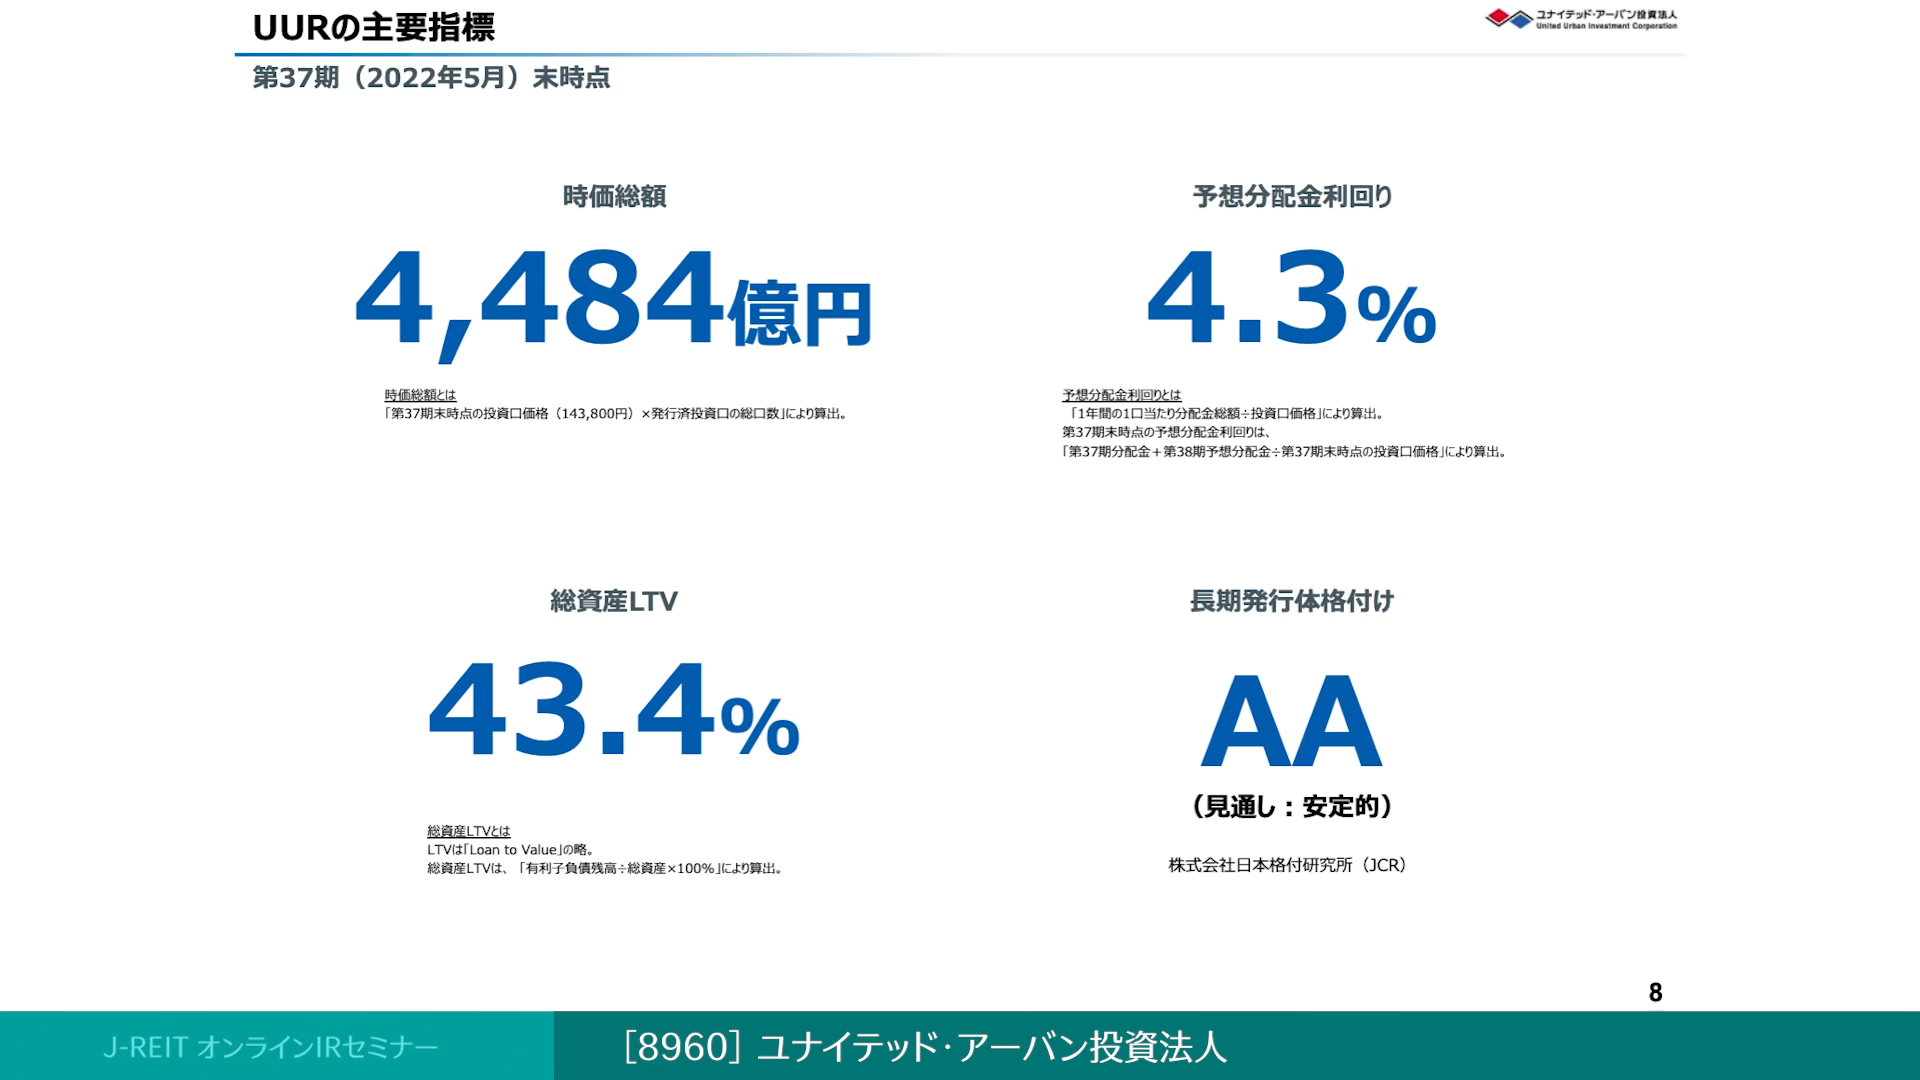 UURの主要指標
ユナイテッド・アーバン投資法人
United Urban Investment Corporation
第37期（2022年5月）末時点
時価総額
4,484億円
時価総額とは
「第37期末時点の投資口価格（143,800円）×発行済投資口の総口数」により算出。
予想分配金利回り
4.3%
予想分配金利回りとは
「1年間の1口当たり分配金総額÷投資口価格」により算出。
第37期末時点の予想分配金利回りは、
「第37期分配金＋第38期予想分配金÷第37期末時点の投資口価格」により算出。
総資産LTV
43.4%
総資産LTVとは
LTVは「Loan to Value」の略。
総資産LTVは、「有利子負債残高÷総資産×100%」により算出。
長期発行体格付け
AA
（見通し：安定的）
株式会社日本格付研究所（JCR）
8
J-REIT オンラインIRセミナー
［8960］ユナイテッド・アーバン投資法人